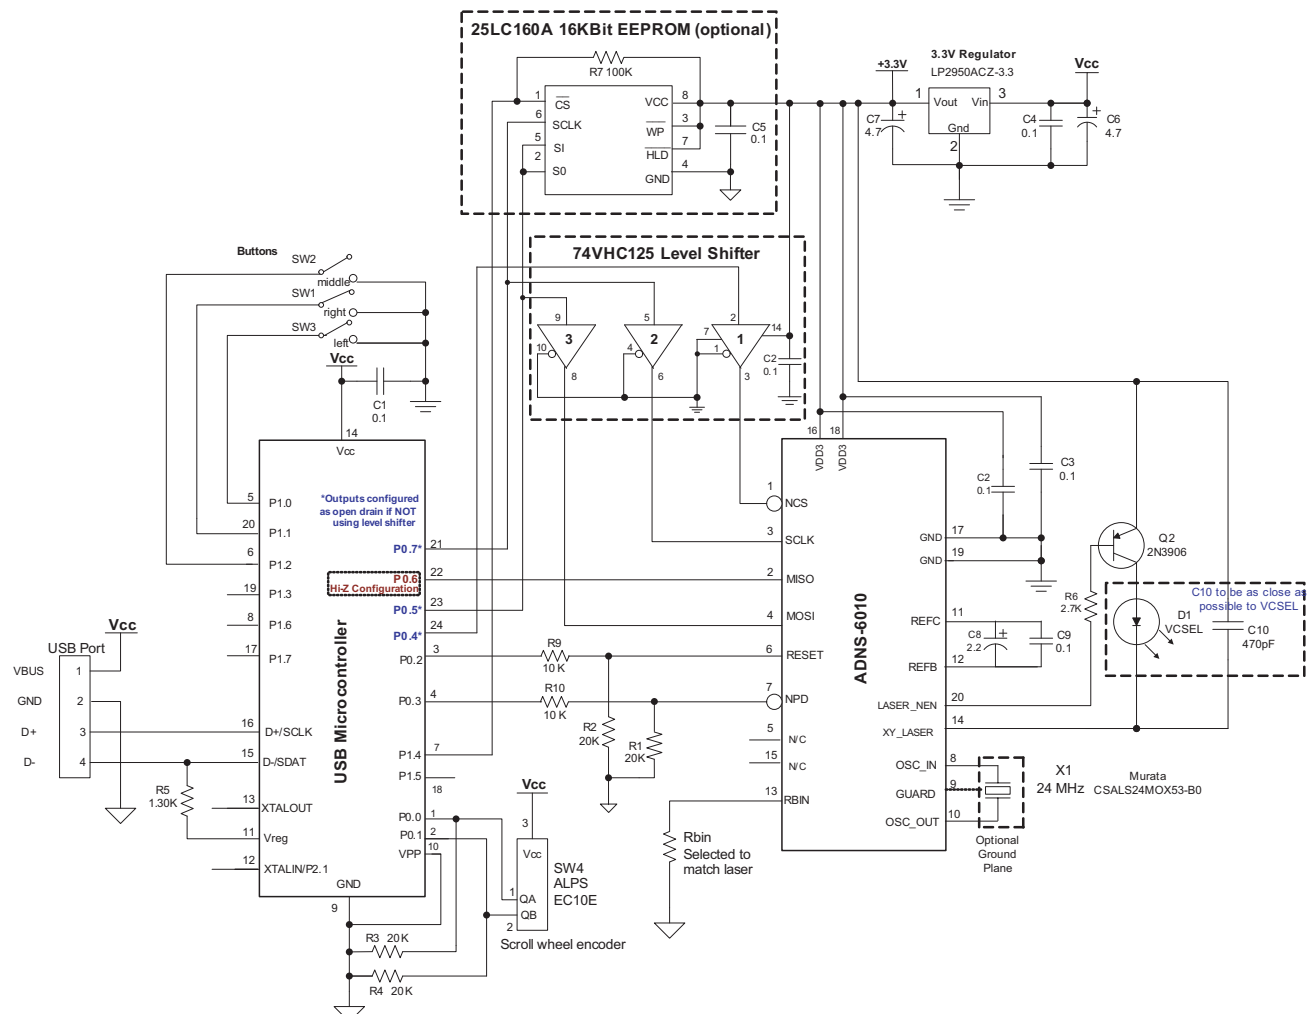 25LC160A 16KBit EEPROM (optional)
R7 100K
1
CS
6
SCLK
5
SI
2
S0
VCC
8
WP
3
HLD
7
GND
4
C5
0.1
+3.3V
3.3V Regulator
LP2950ACZ-3.3
Vcc
1
Vout
Vin
3
Gnd
2
C7
4.7
+
C4
0.1
+
C6
4.7
74VHC125 Level Shifter
9
3
10
8
5
2
4
6
2
7
1
1
14
3
C2
0.1
Buttons
SW2
middle
SW1
right
SW3
left
Vcc
C1
0.1
14
Vcc
5
P1.0
20
P1.1
6
P1.2
19
P1.3
8
P1.6
17
P1.7
16
D+/SCLK
15
D-/SDAT
13
XTALOUT
11
Vreg
12
XTALIN/P2.1
GND
9
USB Microcontroller
*Outputs configured
as open drain if NOT
using level shifter
P0.7*
21
P0.6
22
Hi-Z Configuration
P0.5*
23
P0.4*
24
P0.2
3
P0.3
4
P1.4
7
P1.5
18
P0.0
1
P0.1
2
VPP
10
Vcc
USB Port
VBUS
1
GND
2
D+
3
D-
4
R5
1.30K
R3 20K
R4 20K
R9
10 K
R10
10 K
R2
20K
R1
20K
Vcc
3
Vcc
1
QA
QB
2
SW4
ALPS
EC10E
Scroll wheel encoder
Rbin
Selected to
match laser
ADNS-6010
16
18
VDD3
VDD3
1
NCS
3
SCLK
2
MISO
4
MOSI
6
RESET
7
NPD
5
N/C
15
N/C
13
RBIN
GND
17
GND
19
REFC
11
REFB
12
LASER_NEN
20
XY_LASER
14
OSC_IN
8
GUARD
9
OSC_OUT
10
C2
0.1
C3
0.1
C8
2.2
+
C9
0.1
R6
2.7K
Q2
2N3906
C10 to be as close as
possible to VCSEL
D1
VCSEL
C10
470pF
X1
24 MHz
Murata
CSALS24MOX53-B0
Optional
Ground
Plane